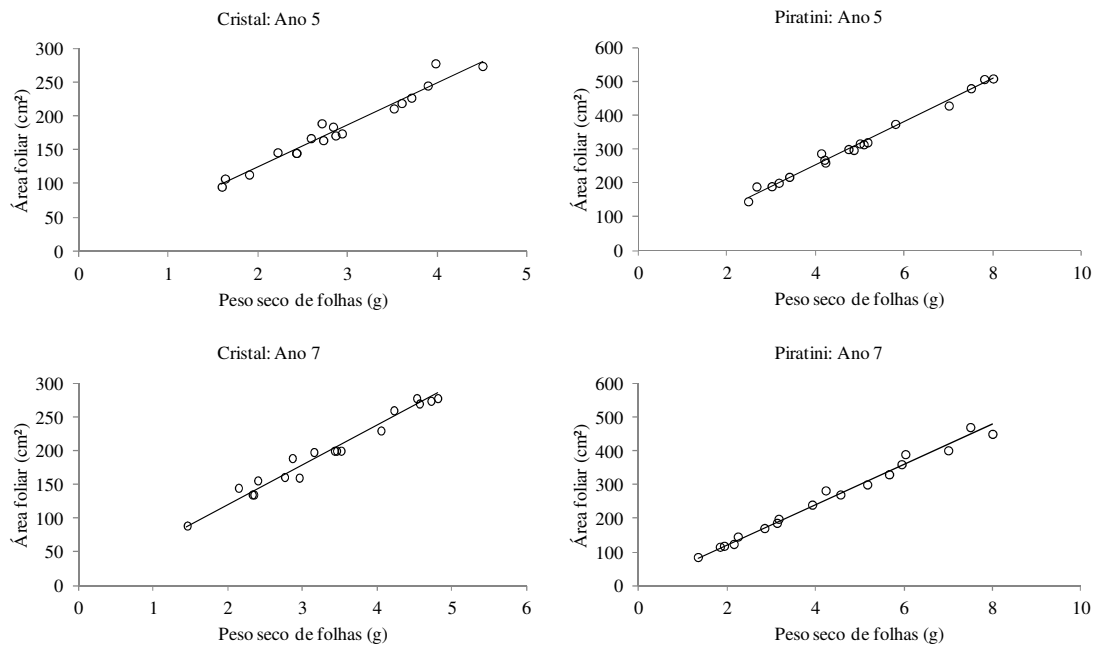 Cristal: Ano 5
300
250
200
150
100
50
0
Área foliar (cm²)
0 1 2 3 4 5
Peso seco de folhas (g)
Piratini: Ano 5
600
500
400
300
200
100
0
Área foliar (cm²)
0 2 4 6 8 10
Peso seco de folhas (g)
Cristal: Ano 7
300
250
200
150
100
50
0
Área foliar (cm²)
0 1 2 3 4 5 6
Peso seco de folhas (g)
Piratini: Ano 7
600
500
400
300
200
100
0
Área foliar (cm²)
0 2 4 6 8 10
Peso seco de folhas (g)